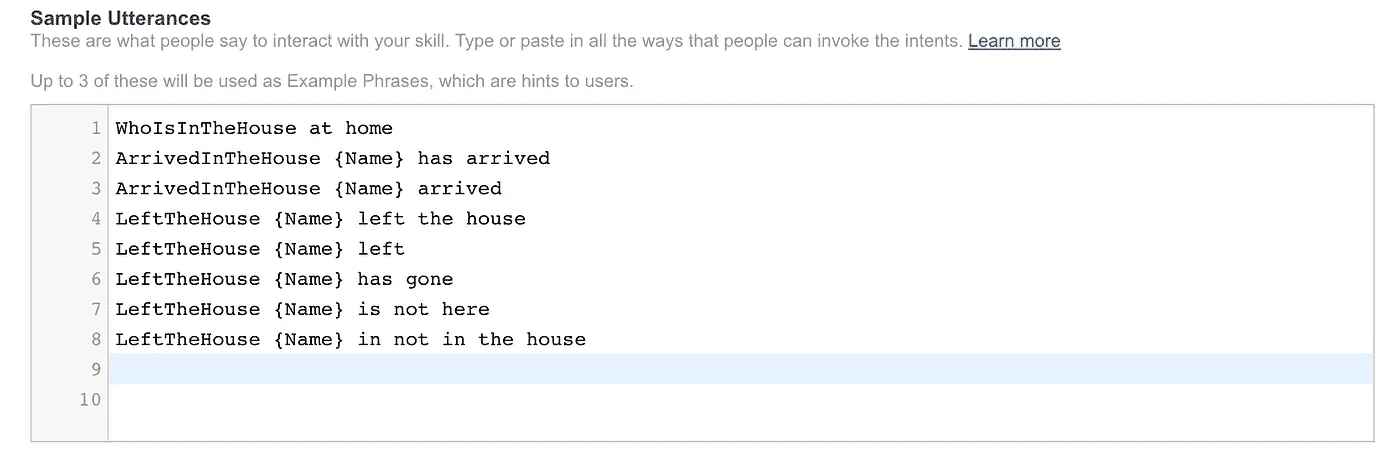 Sample Utterances
These are what people say to interact with your skill. Type or paste in all the ways that people can invoke the intents. Learn more
Up to 3 of these will be used as Example Phrases, which are hints to users.
1 WhoIsInTheHouse at home
2 ArrivedInTheHouse {Name} has arrived
3 ArrivedInTheHouse {Name} arrived
4 LeftTheHouse {Name} left the house
5 LeftTheHouse {Name} left
6 LeftTheHouse {Name} has gone
7 LeftTheHouse {Name} is not here
8 LeftTheHouse {Name} in not in the house
9
10